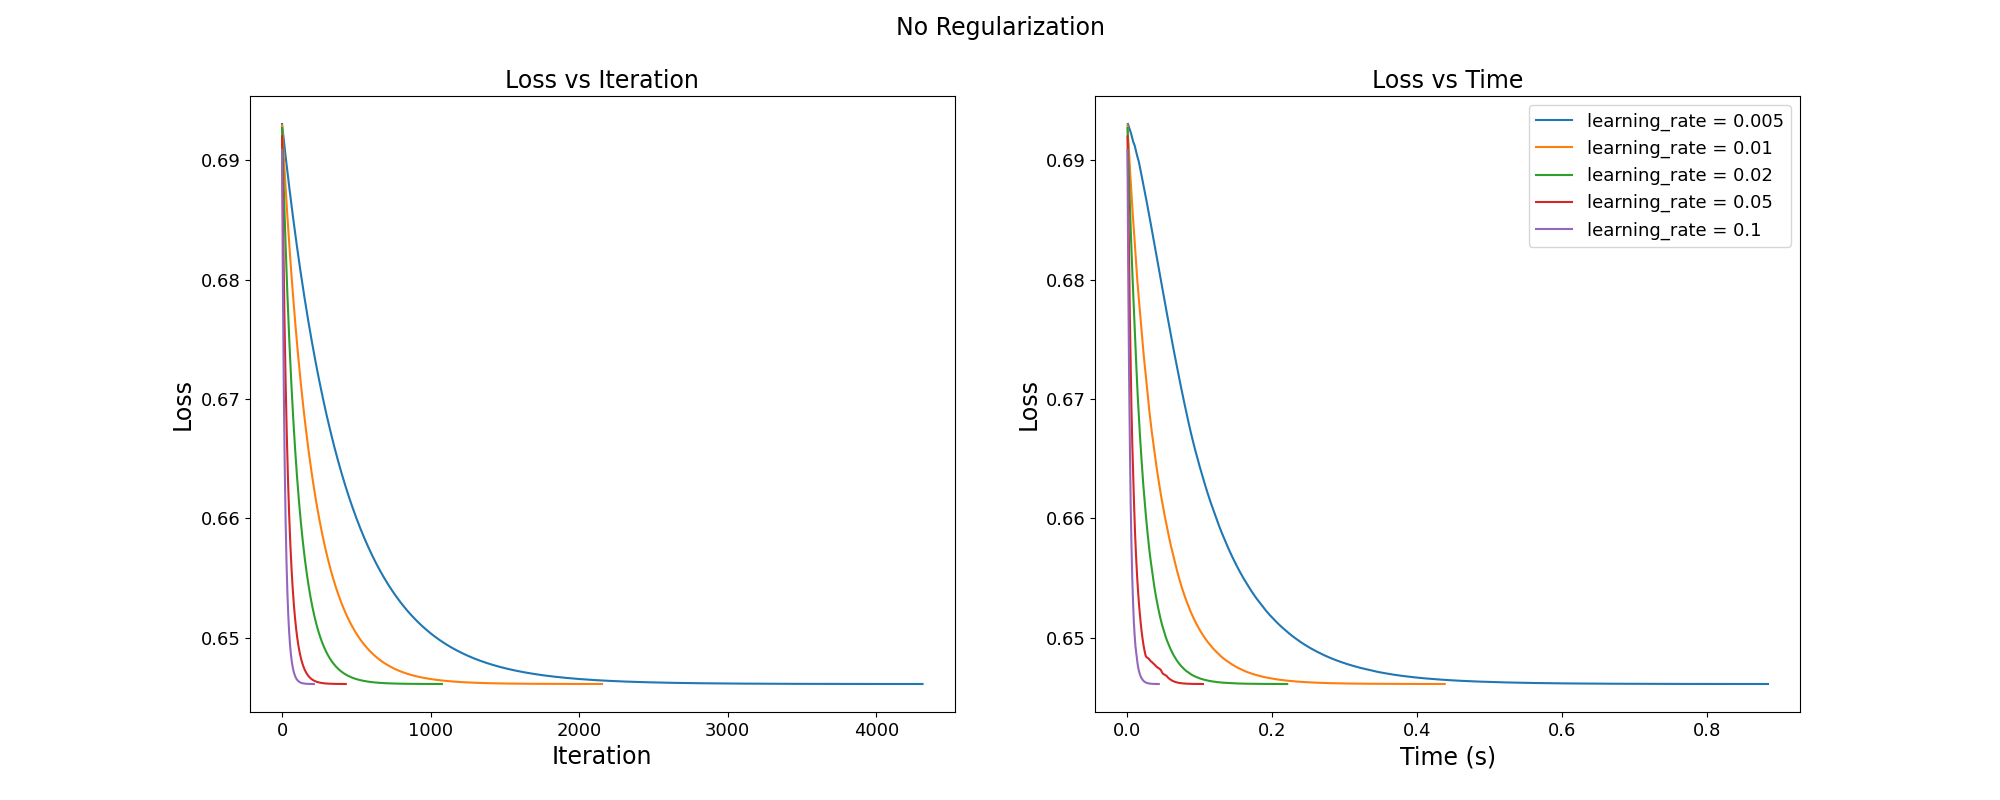 No Regularization
Loss vs Iteration
Loss
0.69
0.68
0.67
0.66
0.65
0
1000
2000
3000
4000
Iteration
Loss vs Time
Loss
0.69
0.68
0.67
0.66
0.65
0.0
0.2
0.4
0.6
0.8
Time (s)
learning_rate = 0.005
learning_rate = 0.01
learning_rate = 0.02
learning_rate = 0.05
learning_rate = 0.1